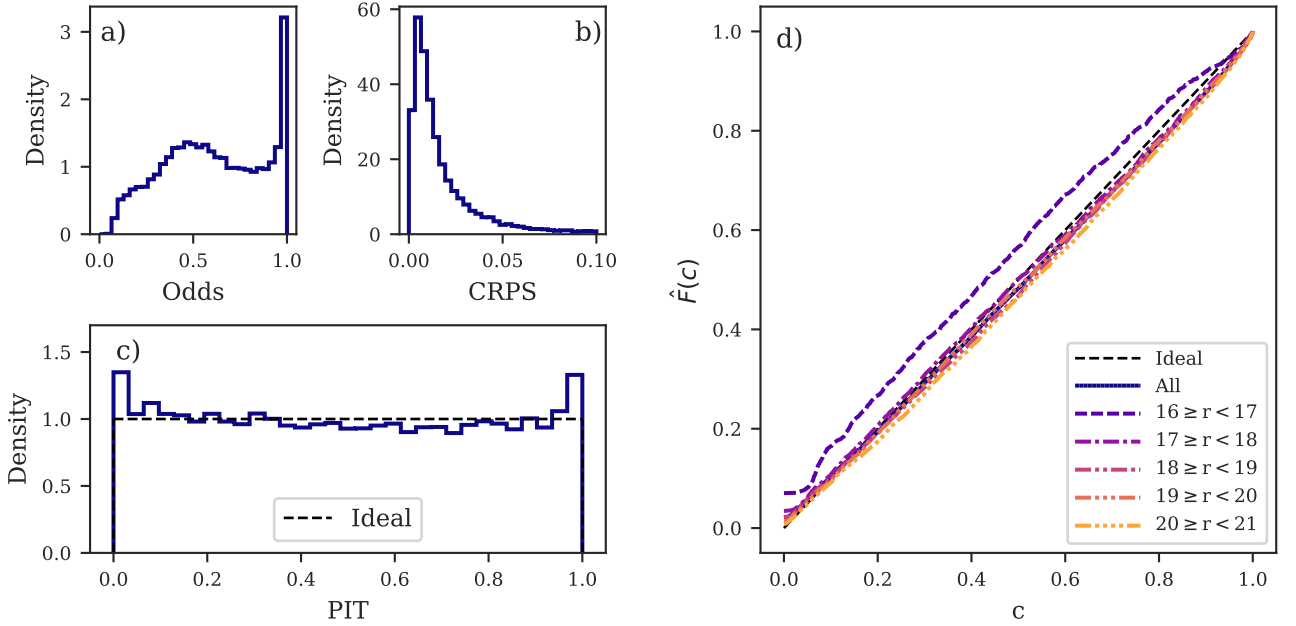 a)
Density
3
2
1
0
0.0 0.5 1.0
Odds
b)
Density
60
40
20
0
0.00 0.05 0.10
CRPS
c)
Density
1.5
1.0
0.5
0.0
Ideal
0.0 0.2 0.4 0.6 0.8 1.0
PIT
d)
F̂(c)
1.0
0.8
0.6
0.4
0.2
0.0
Ideal
All
16 ≥ r < 17
17 ≥ r < 18
18 ≥ r < 19
19 ≥ r < 20
20 ≥ r < 21
0.0 0.2 0.4 0.6 0.8 1.0
c